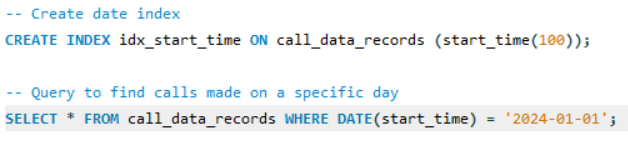 -- Create date index
CREATE INDEX idx_start_time ON call_data_records (start_time(100));
-- Query to find calls made on a specific day
SELECT * FROM call_data_records WHERE DATE(start_time) = '2024-01-01';